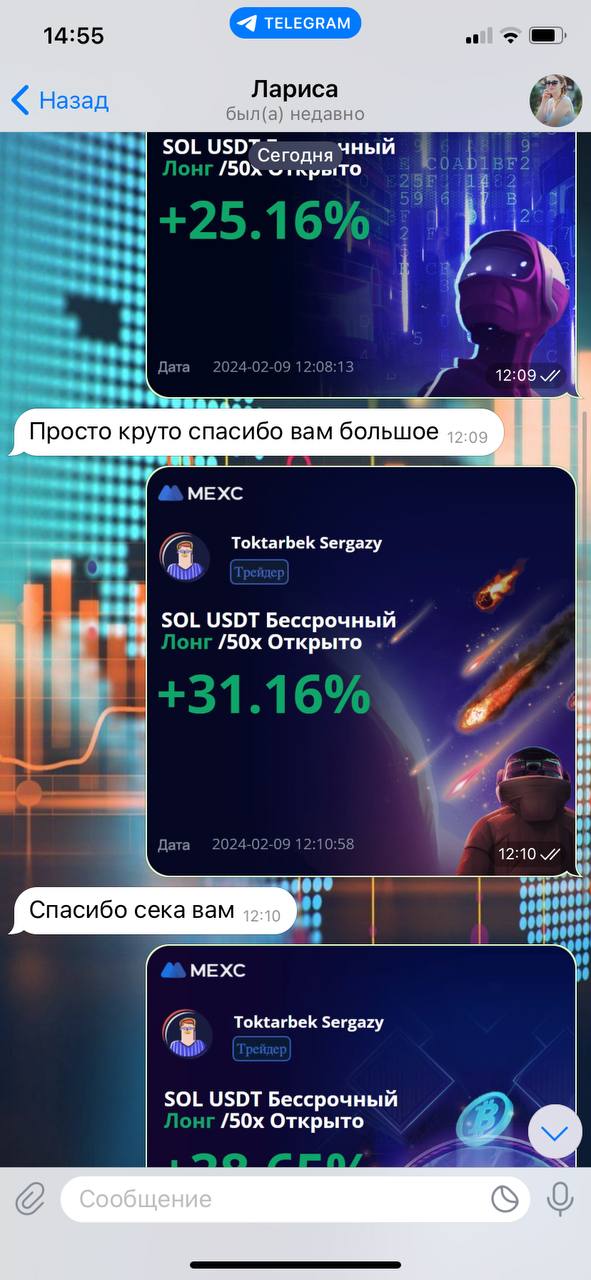 14:55
TELEGRAM
Назад
Лариса
был(а) недавно
Сегодня
SOL USDT Бессрочный
Лонг /50x Открыто
+25.16%
Дата 2024-02-09 12:08:13
12:09
Просто круто спасибо вам большое 12:09
MEXC
Toktarbek Sergazy
Трейдер
SOL USDT Бессрочный
Лонг /50x Открыто
+31.16%
Дата 2024-02-09 12:10:58
12:10
Спасибо сека вам 12:10
MEXC
Toktarbek Sergazy
Трейдер
SOL USDT Бессрочный
Лонг /50x Открыто
+38.65%
Сообщение